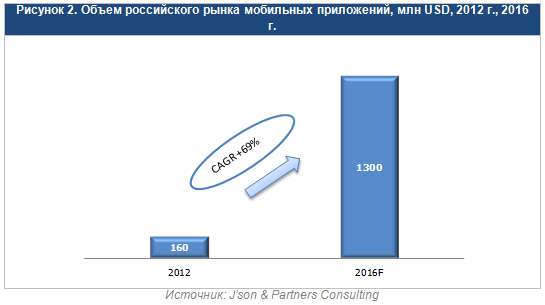 Рисунок 2. Объем российского рынка мобильных приложений, млн USD, 2012 г., 2016
г.
CAGR+69%
1300
160
2012 2016F
Источник: J'son & Partners Consulting